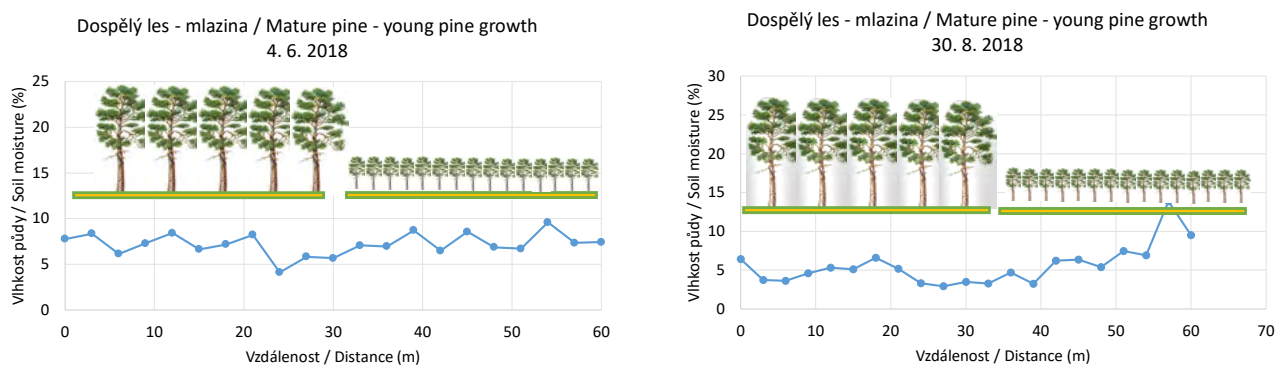 Dospělý les - mlazina / Mature pine - young pine growth
4. 6. 2018
Vlhkost půdy / Soil moisture (%)
25
20
15
10
5
0
0 10 20 30 40 50 60
Vzdálenost / Distance (m)
Dospělý les - mlazina / Mature pine - young pine growth
30. 8. 2018
Vlhkost půdy / Soil moisture (%)
30
25
20
15
10
5
0
0 10 20 30 40 50 60 70
Vzdálenost / Distance (m)